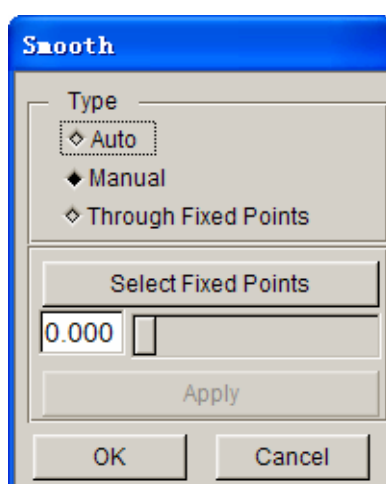 Smooth
Type
Auto
Manual
Through Fixed Points
Select Fixed Points
0.000
Apply
OK Cancel